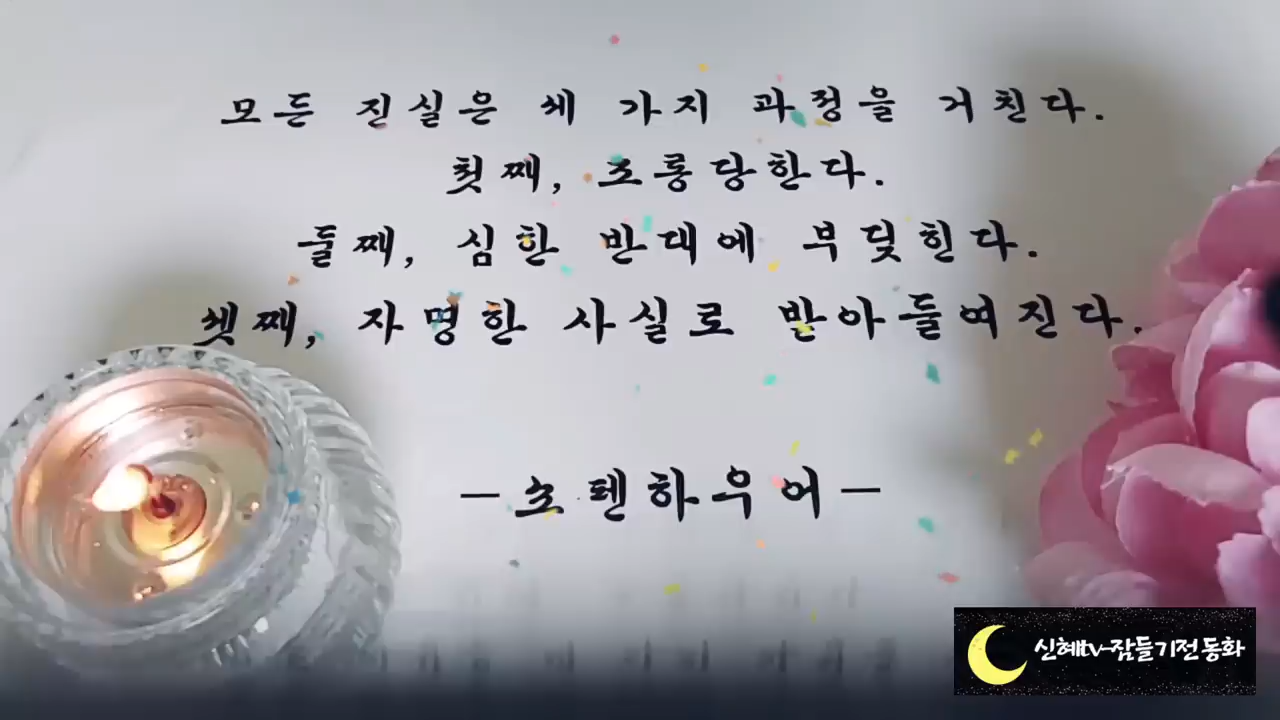 모든 진실은 세 가지 과정을 거친다.
첫째, 조롱당한다.
둘째, 심한 반대에 부딪힌다.
셋째, 자명한 사실로 받아들여진다.
-쇼펜하우어-
신혜tv-잠들기전 동화